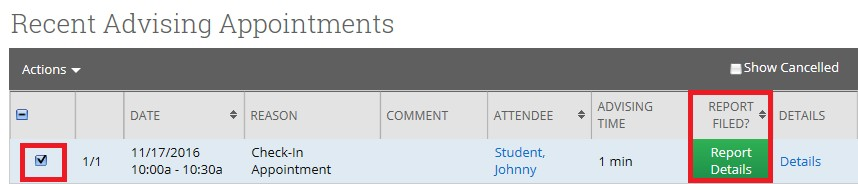 Recent Advising Appointments
Actions
Show Cancelled
DATE REASON COMMENT ATTENDEE ADVISING TIME REPORT FILED? DETAILS
1/1 11/17/2016 Check-In Student, 1 min Report Details
10:00a - 10:30a Appointment Johnny Details